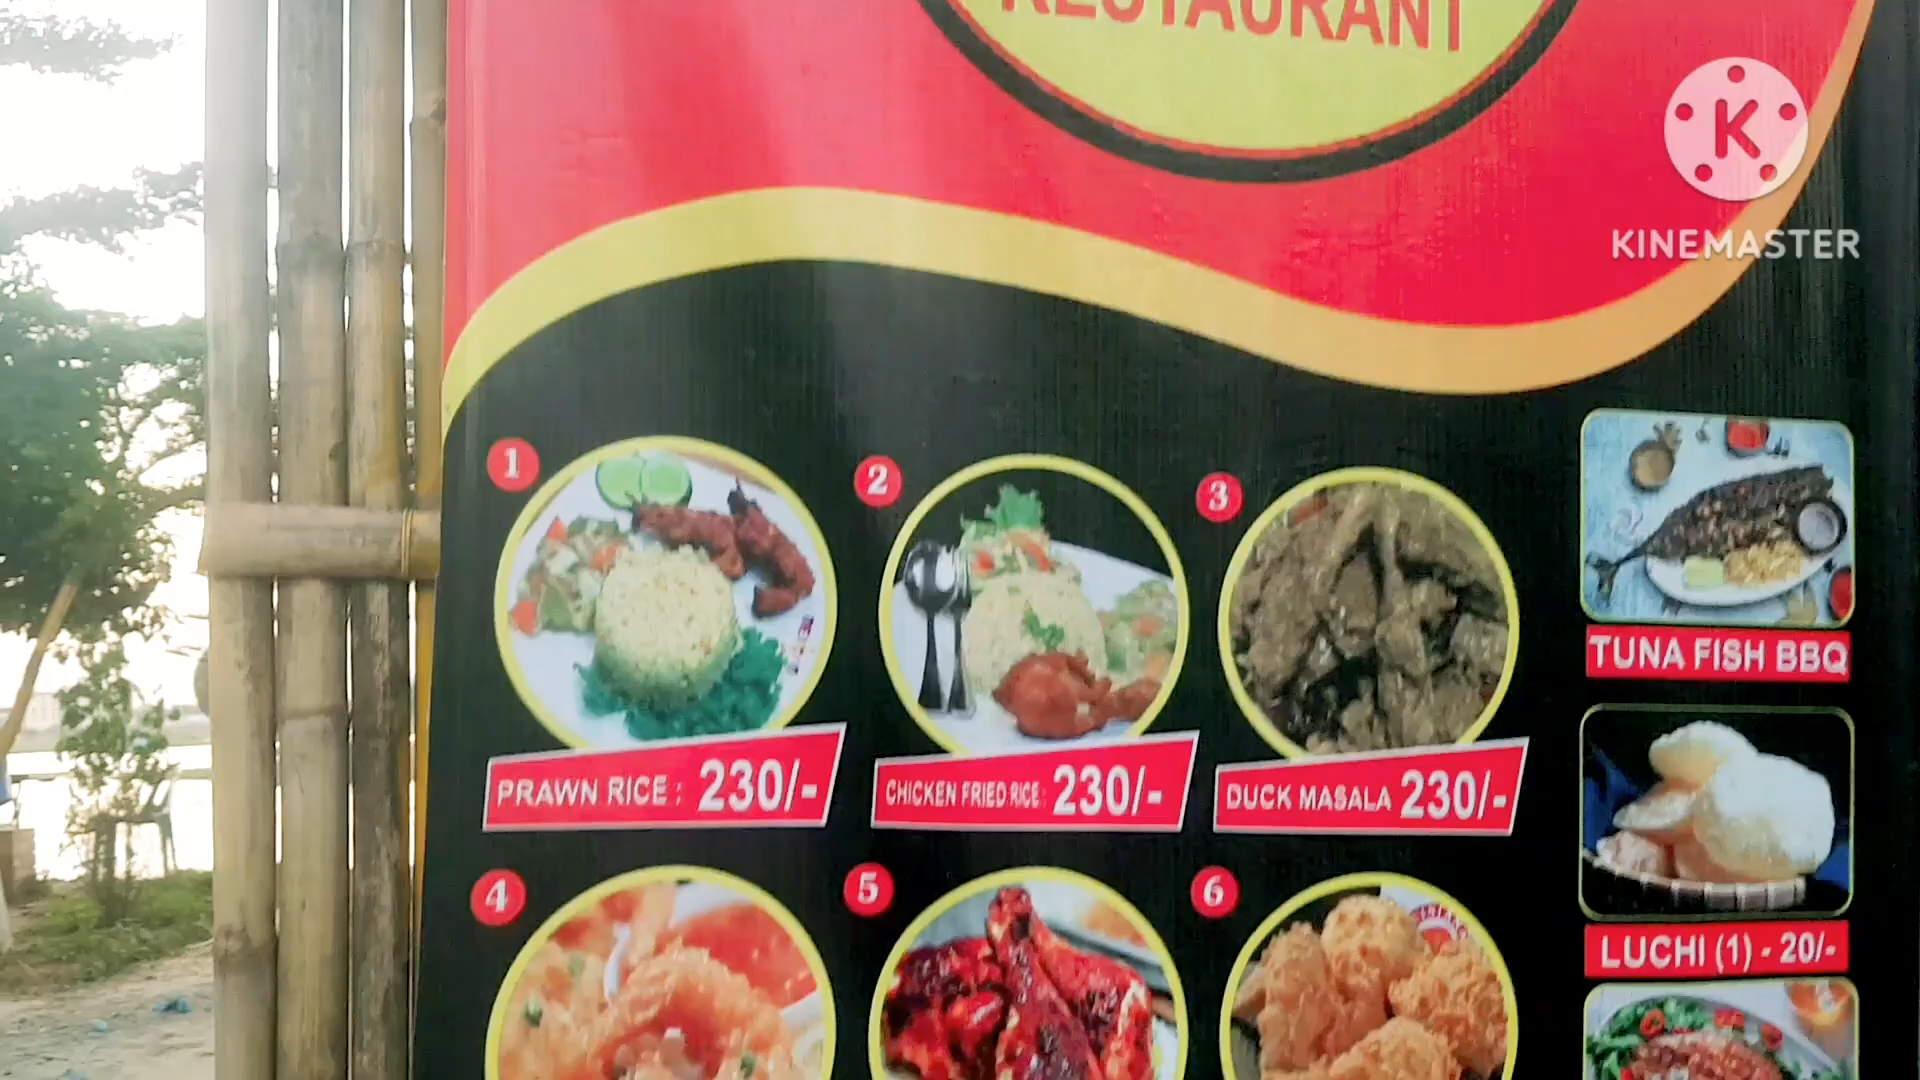 RESTAURANT
K
KINEMASTER
1
2
3
TUNA FISH BBQ
PRAWN RICE : 230/-
CHICKEN FRIED RICE : 230/-
DUCK MASALA 230/-
4
5
6
LUCHI (1) - 20/-